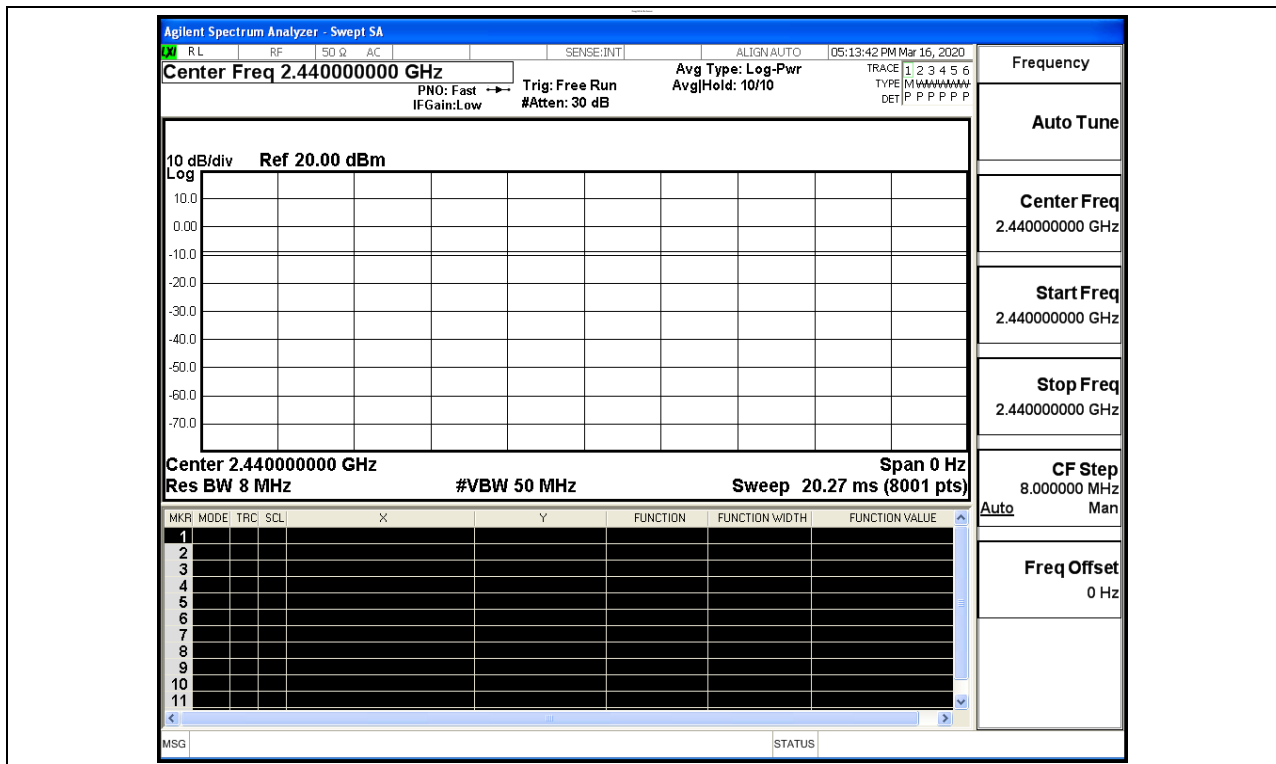 Agilent Spectrum Analyzer - Swept SA
LXI RL RF 50 Ω AC SENSE:INT ALIGN AUTO 05:13:42 PM Mar 16, 2020
Center Freq 2.440000000 GHz
PNO: Fast
IFGain:Low
Trig: Free Run
#Atten: 30 dB
Avg Type: Log-Pwr
Avg|Hold: 10/10
TRACE 1 2 3 4 5 6
TYPE M WWWWW
DET P P P P P P
10 dB/div Ref 20.00 dBm
Log
10.0
0.00
-10.0
-20.0
-30.0
-40.0
-50.0
-60.0
-70.0
Center 2.440000000 GHz Span 0 Hz
Res BW 8 MHz #VBW 50 MHz Sweep 20.27 ms (8001 pts)
MKR MODE TRC SCL X Y FUNCTION FUNCTION WIDTH FUNCTION VALUE
1
2
3
4
5
6
7
8
9
10
11
MSG STATUS
Frequency
Auto Tune
Center Freq
2.440000000 GHz
Start Freq
2.440000000 GHz
Stop Freq
2.440000000 GHz
CF Step
8.000000 MHz
Auto Man
Freq Offset
0 Hz